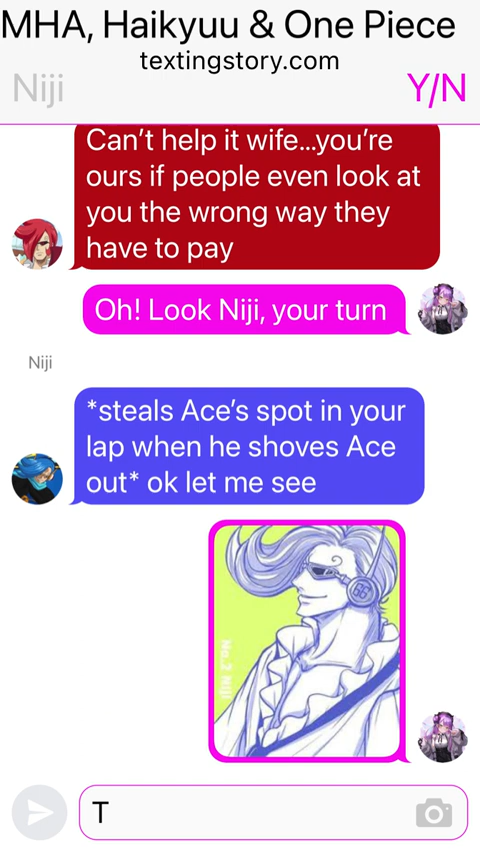 MHA, Haikyuu & One Piece
textingstory.com
Niji
Y/N
Can’t help it wife...you’re
ours if people even look at
you the wrong way they
have to pay
Oh! Look Niji, your turn
Niji
*steals Ace’s spot in your
lap when he shoves Ace
out* ok let me see
No.2 Niji
T